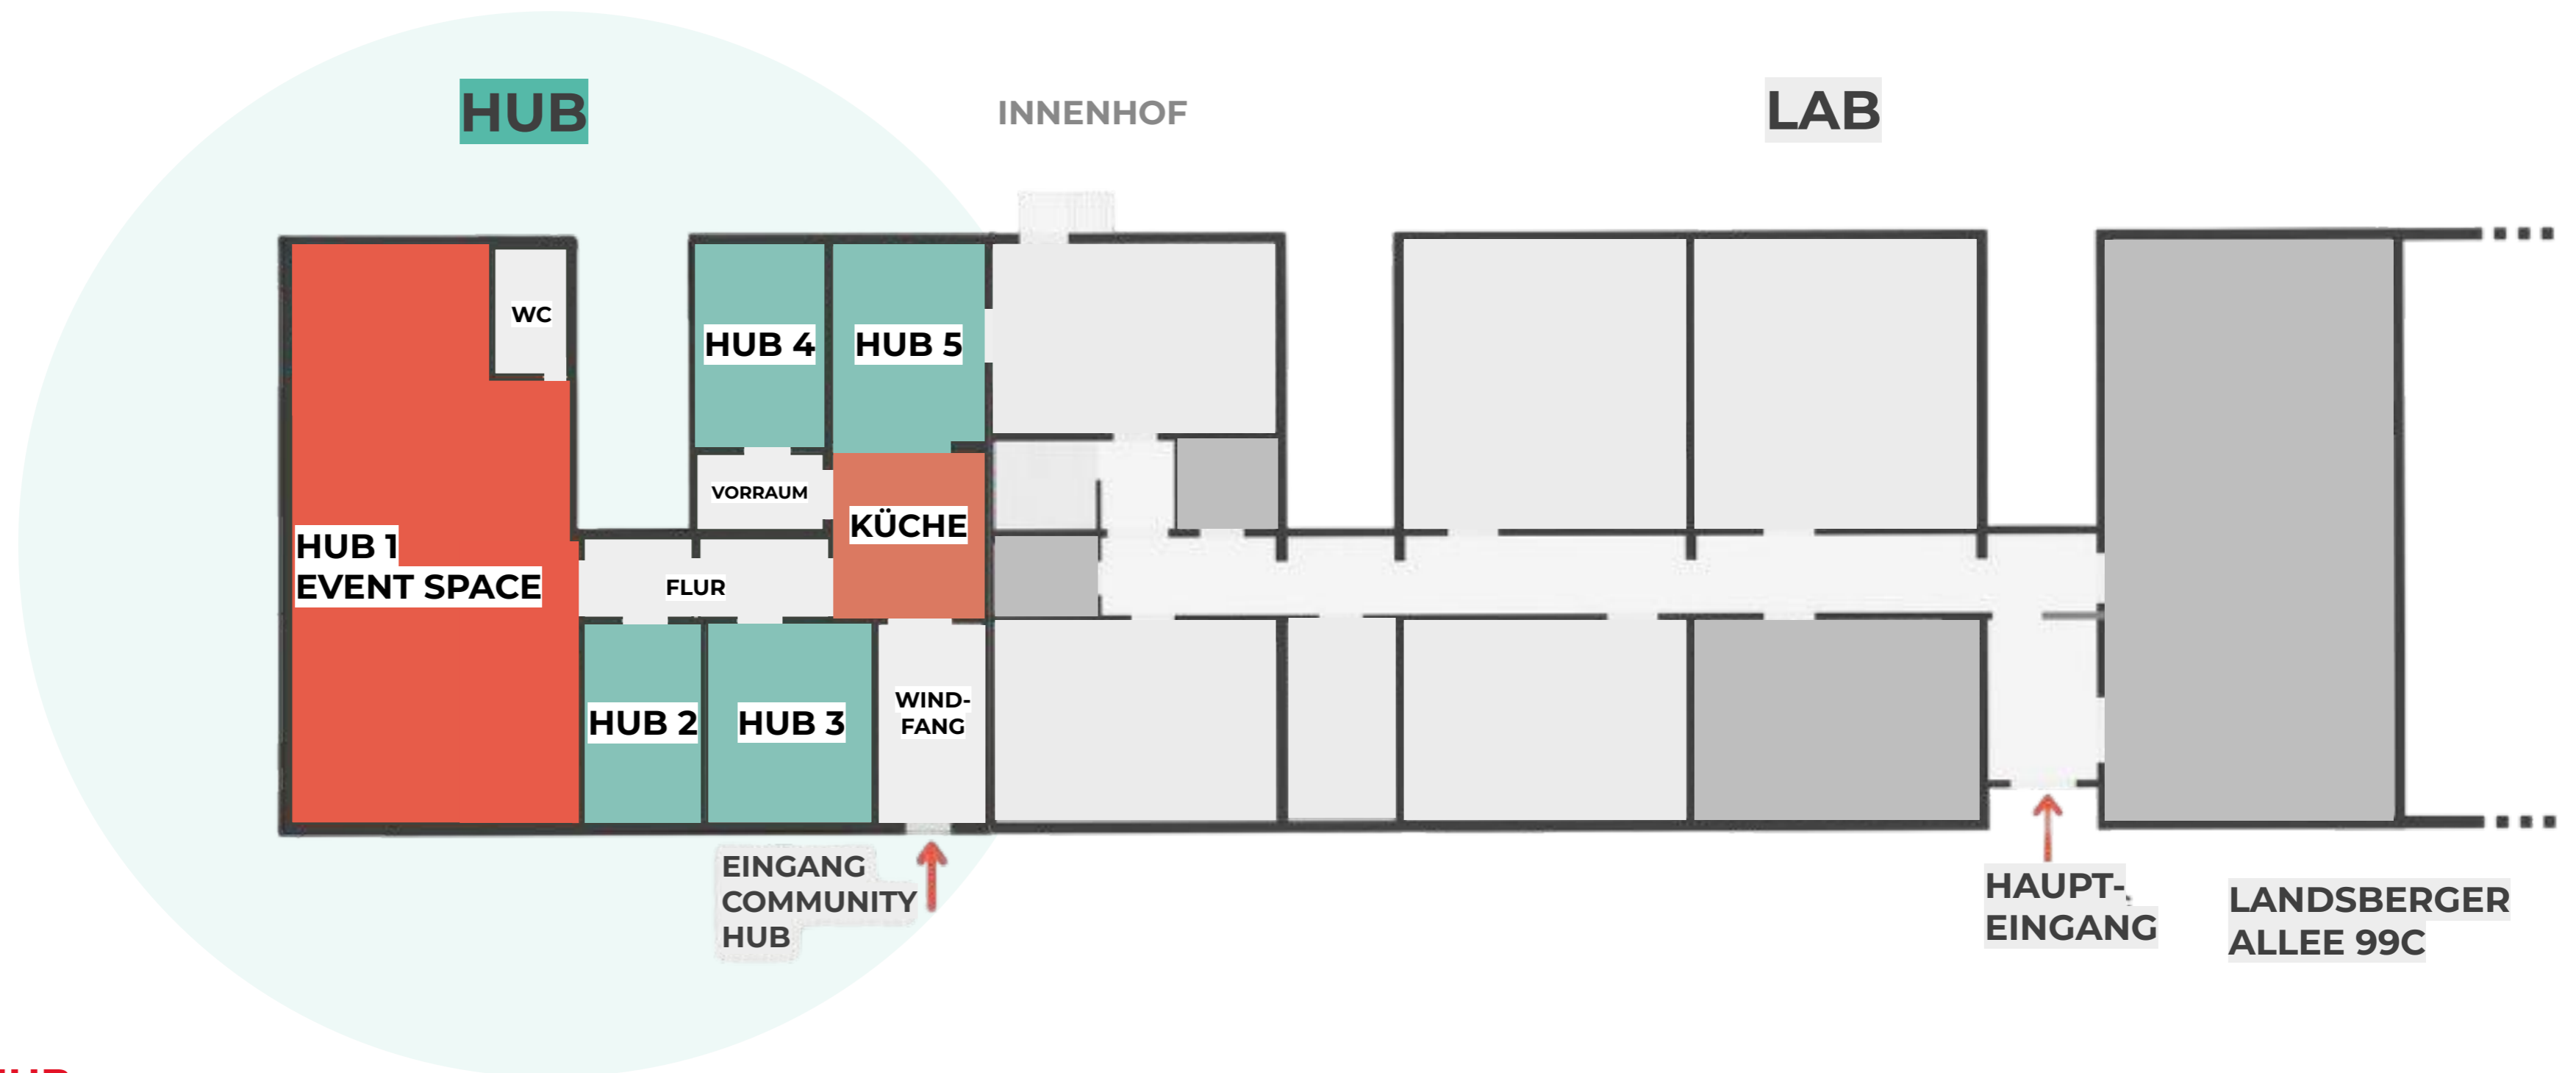 HUB
INNENHOF
LAB
WC
HUB 4
HUB 5
VORRAUM
KÜCHE
HUB 1
EVENT SPACE
FLUR
HUB 2
HUB 3
WIND-
FANG
EINGANG
COMMUNITY
HUB
HAUPT-
EINGANG
LANDSBERGER
ALLEE 99C